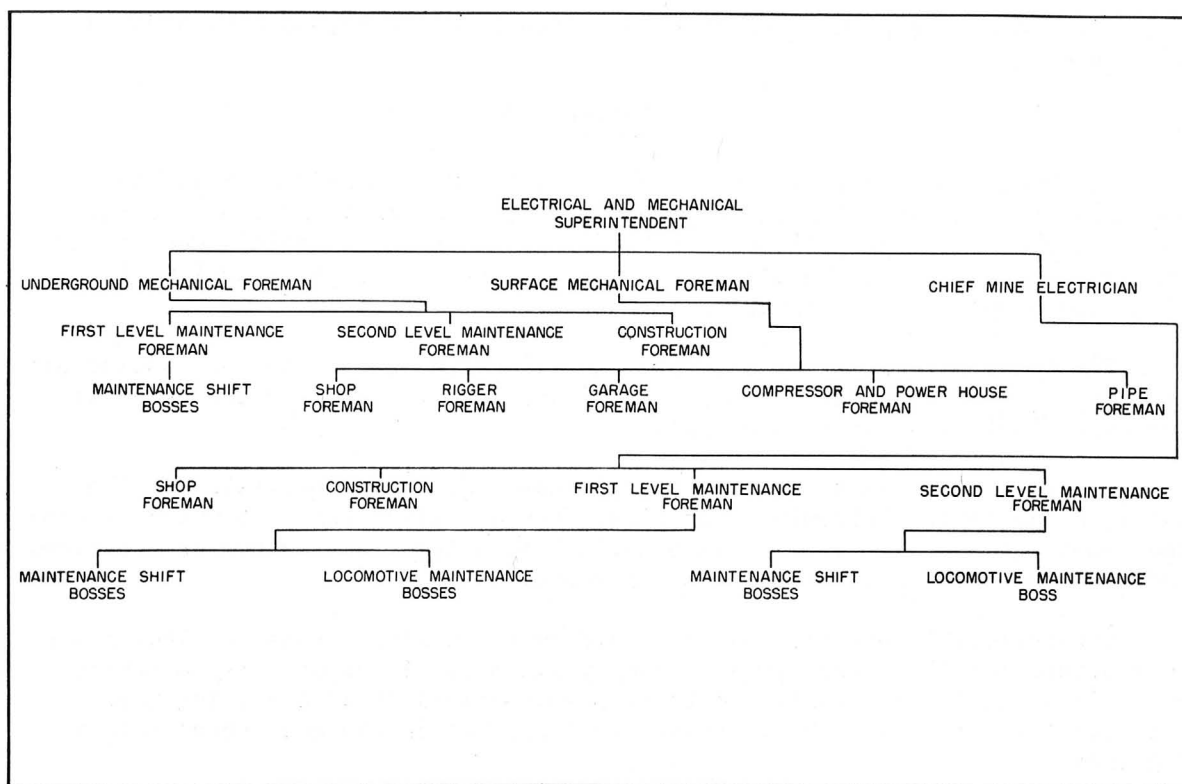 ELECTRICAL AND MECHANICAL
SUPERINTENDENT
UNDERGROUND MECHANICAL FOREMAN
SURFACE MECHANICAL FOREMAN
CHIEF MINE ELECTRICIAN
FIRST LEVEL MAINTENANCE
FOREMAN
SECOND LEVEL MAINTENANCE
FOREMAN
CONSTRUCTION
FOREMAN
MAINTENANCE SHIFT
BOSSES
SHOP
FOREMAN
RIGGER
FOREMAN
GARAGE
FOREMAN
COMPRESSOR AND POWER HOUSE
FOREMAN
PIPE
FOREMAN
SHOP
FOREMAN
CONSTRUCTION
FOREMAN
FIRST LEVEL MAINTENANCE
FOREMAN
SECOND LEVEL MAINTENANCE
FOREMAN
MAINTENANCE SHIFT
BOSSES
LOCOMOTIVE MAINTENANCE
BOSSES
MAINTENANCE SHIFT
BOSSES
LOCOMOTIVE MAINTENANCE
BOSS